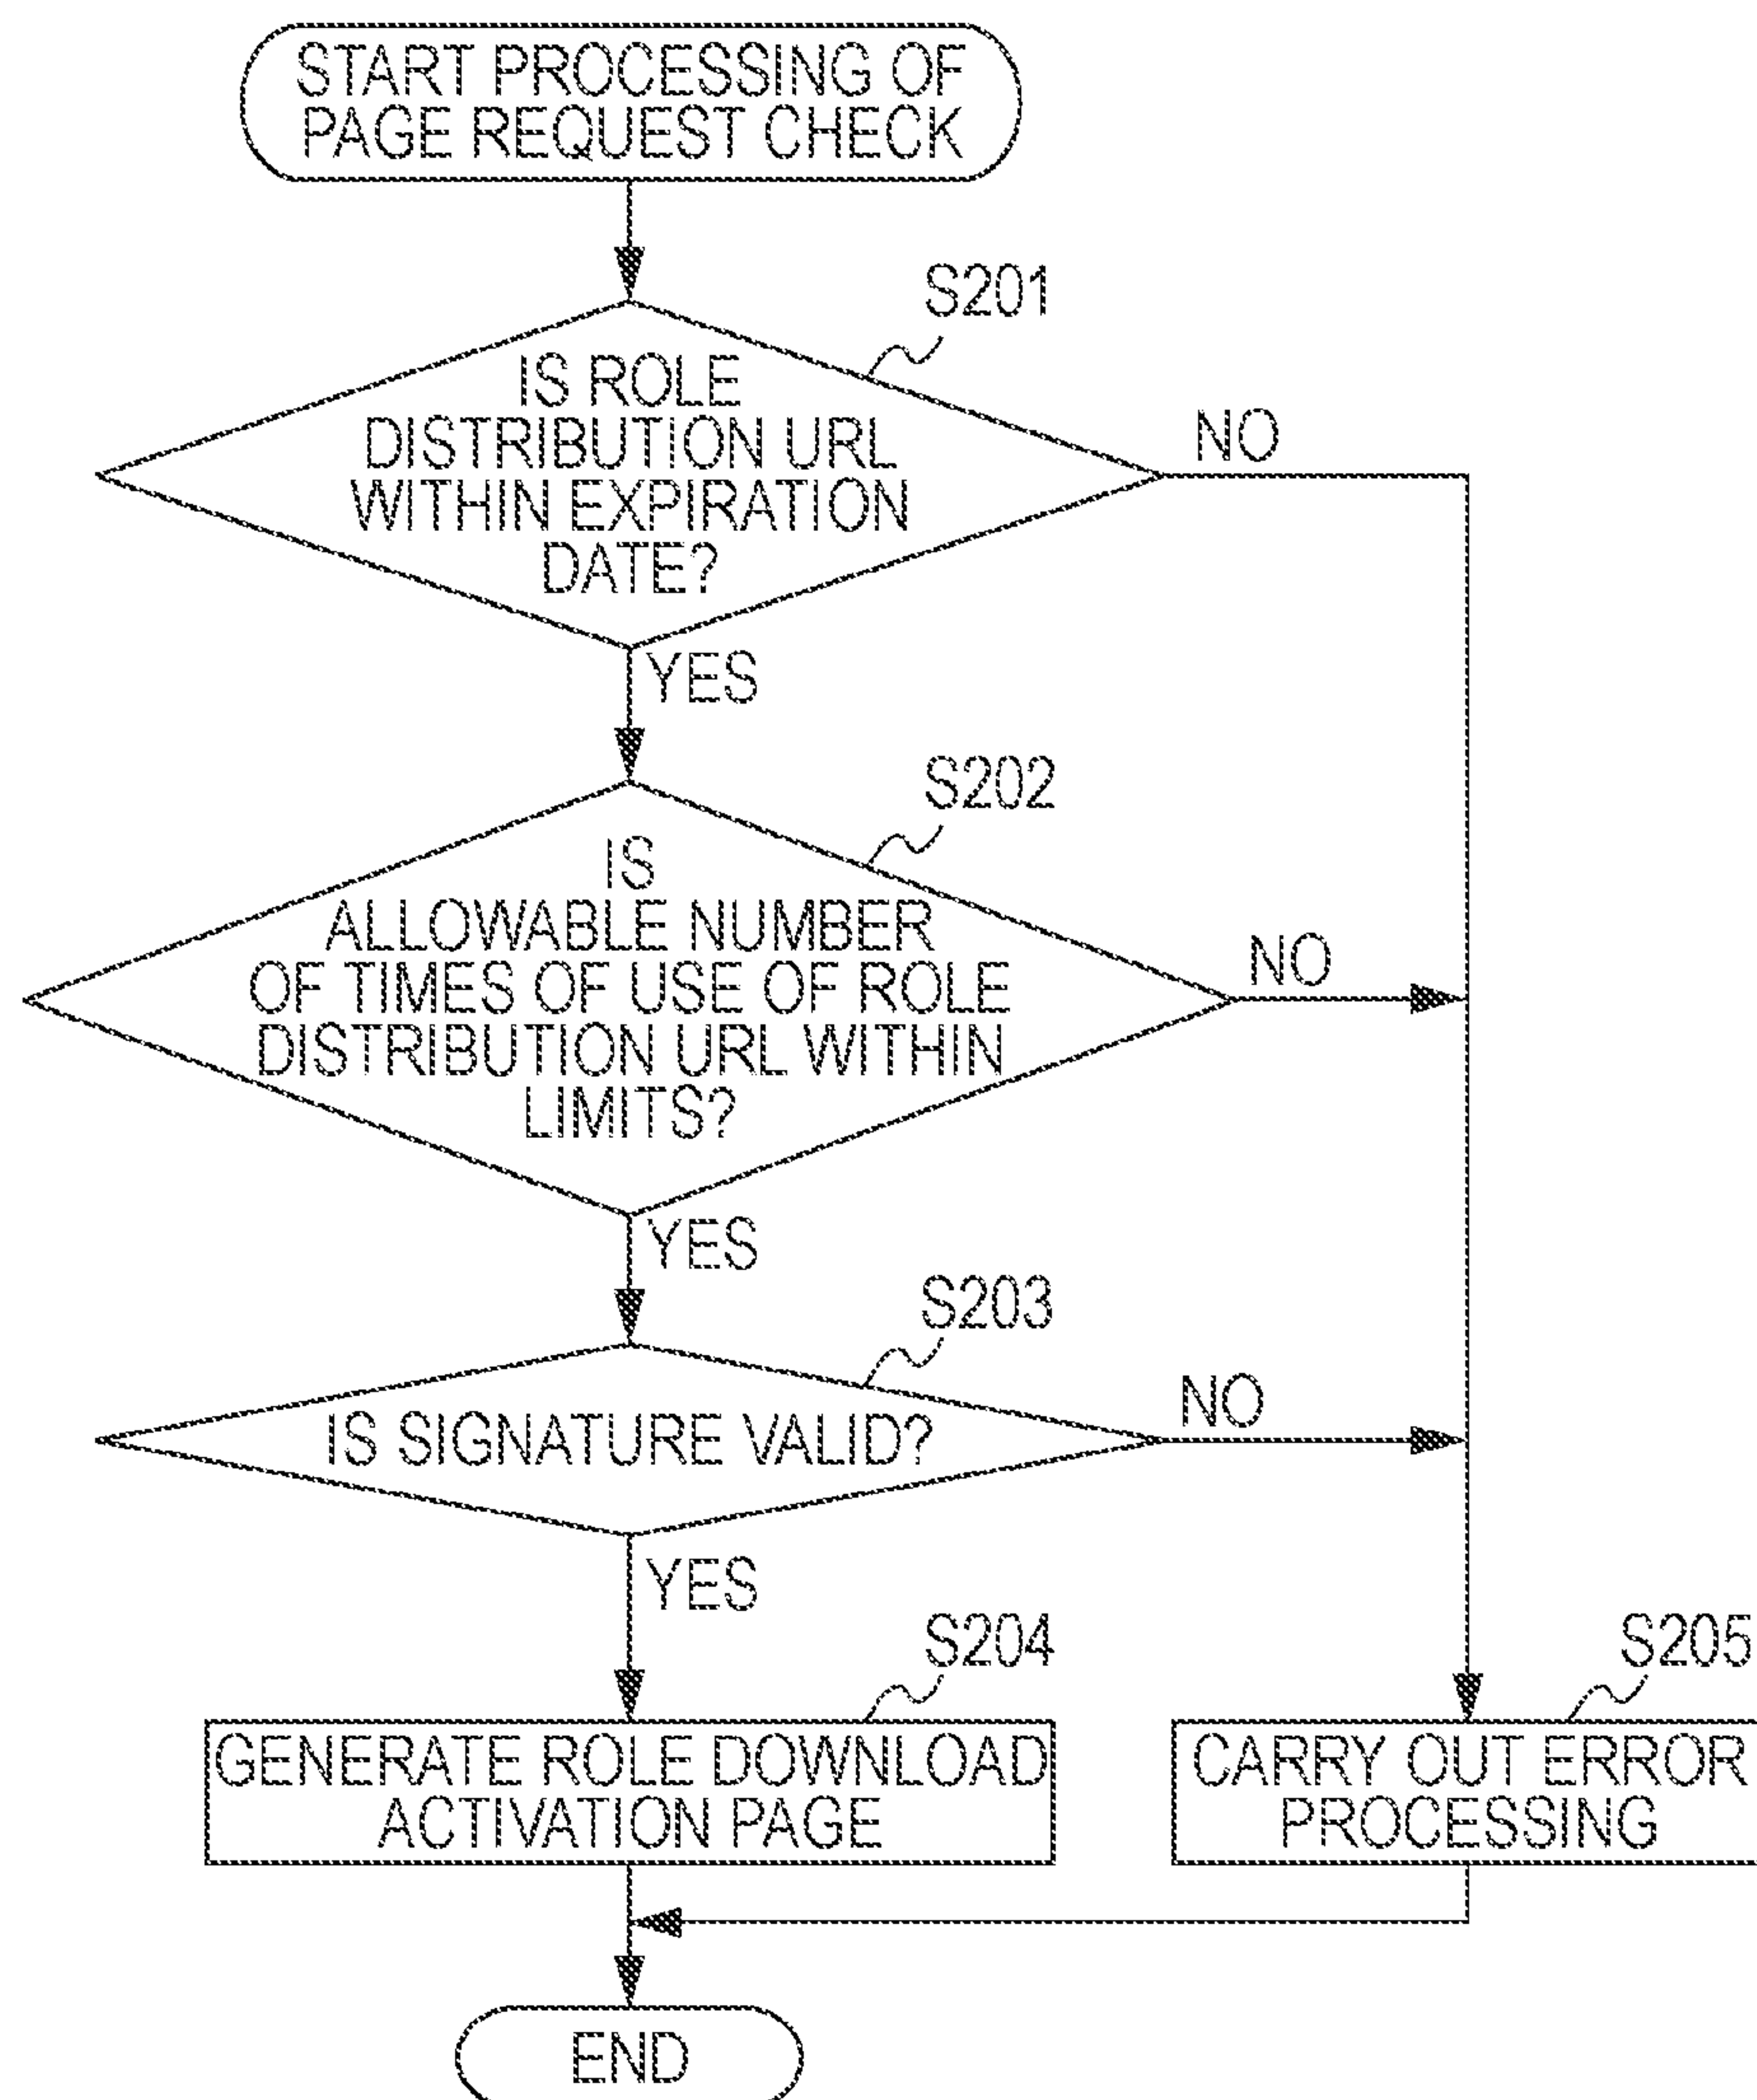 START PROCESSING OF
PAGE REQUEST CHECK
S201
IS ROLE
DISTRIBUTION URL
WITHIN EXPIRATION
DATE?
NO
YES
S202
IS
ALLOWABLE NUMBER
OF TIMES OF USE OF ROLE
DISTRIBUTION URL WITHIN
LIMITS?
NO
YES
S203
IS SIGNATURE VALID?
NO
YES
S204
GENERATE ROLE DOWNLOAD
ACTIVATION PAGE
S205
CARRY OUT ERROR
PROCESSING
END